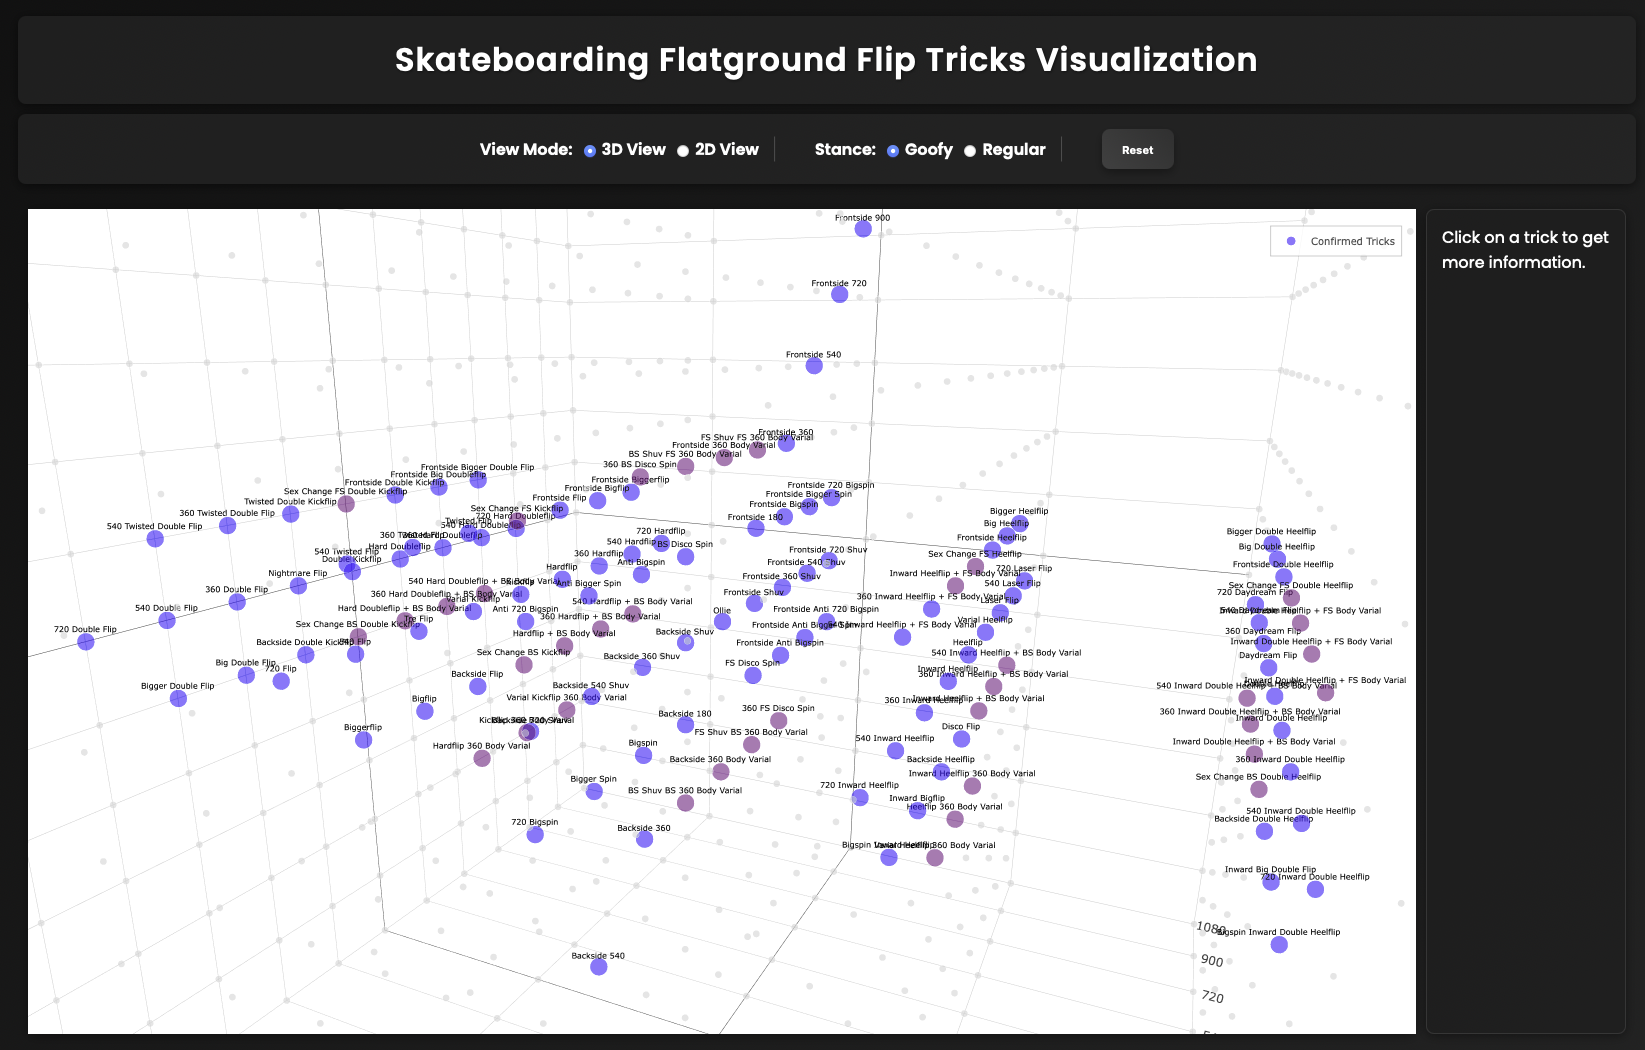 Skateboarding Flatground Flip Tricks Visualization
View Mode: 3D View 2D View Stance: Goofy Regular Reset
Click on a trick to get
more information.
Confirmed Tricks
Frontside 900
Frontside 720
Frontside 540
Frontside 360
FS Shuv FS 360 Body Varial
Frontside 360 Body Varial
BS Shuv FS 360 Body Varial
360 BS Disco Spin
Frontside Bigger Double Flip
Frontside Big Doubleflip
Frontside Double Kickflip
Sex Change FS Double Kickflip
Twisted Double Kickflip
360 Twisted Double Flip
540 Twisted Double Flip
Frontside Biggerflip
Frontside Bigflip
Frontside Flip
Sex Change FS Kickflip
720 Hard Doubleflip
Twisted Flip
540 Hard Doubleflip
360 Twisted Flip
360 Hard Doubleflip
Hard Doubleflip
540 Twisted Flip
Double Kickflip
Nightmare Flip
360 Double Flip
540 Double Flip
720 Double Flip
Frontside 720 Bigspin
Frontside Bigger Spin
Frontside Bigspin
Frontside 180
720 Hardflip
540 Hardflip
BS Disco Spin
360 Hardflip
Anti Bigspin
Hardflip
Anti Bigger Spin
Kickflip
540 Hard Doubleflip + BS Body Varial
360 Hard Doubleflip + BS Body Varial
Varial Kickflip
Hard Doubleflip + BS Body Varial
Anti 720 Bigspin
Tre Flip
Sex Change BS Double Kickflip
540 Flip
Backside Double Kickflip
Big Double Flip
720 Flip
Bigger Double Flip
540 Hardflip + BS Body Varial
360 Hardflip + BS Body Varial
Hardflip + BS Body Varial
Sex Change BS Kickflip
Backside Flip
Bigflip
Biggerflip
Frontside 720 Shuv
Frontside 540 Shuv
Frontside 360 Shuv
Frontside Shuv
Ollie
Frontside Anti 720 Bigspin
Frontside Anti Bigger Spin
Frontside Anti Bigspin
Backside Shuv
Backside 360 Shuv
FS Disco Spin
Backside 540 Shuv
Varial Kickflip 360 Body Varial
Backside 720 Shuv
Kickflip 360 Body Varial
Hardflip 360 Body Varial
Backside 180
360 FS Disco Spin
FS Shuv BS 360 Body Varial
Bigspin
Backside 360 Body Varial
Bigger Spin
BS Shuv BS 360 Body Varial
720 Bigspin
Backside 360
Backside 540
Bigger Heelflip
Big Heelflip
Frontside Heelflip
Sex Change FS Heelflip
720 Laser Flip
Inward Heelflip + FS Body Varial
540 Laser Flip
360 Inward Heelflip + FS Body Varial
Laser Flip
Varial Heelflip
540 Inward Heelflip + FS Body Varial
Heelflip
540 Inward Heelflip + BS Body Varial
Inward Heelflip
360 Inward Heelflip + BS Body Varial
Inward Heelflip + BS Body Varial
360 Inward Heelflip
Disco Flip
540 Inward Heelflip
Backside Heelflip
Inward Heelflip 360 Body Varial
720 Inward Heelflip
Inward Bigflip
Heelflip 360 Body Varial
Bigspin Inward Heelflip
Varial Heelflip 360 Body Varial
Bigger Double Heelflip
Big Double Heelflip
Frontside Double Heelflip
Sex Change FS Double Heelflip
720 Daydream Flip
540 Daydream Flip
Inward Double Heelflip + FS Body Varial
360 Daydream Flip
360 Inward Double Heelflip + FS Body Varial
Daydream Flip
540 Inward Double Heelflip + FS Body Varial
540 Inward Double Heelflip + BS Body Varial
Double Heelflip
360 Inward Double Heelflip + BS Body Varial
Inward Double Heelflip
Inward Double Heelflip + BS Body Varial
360 Inward Double Heelflip
Sex Change BS Double Heelflip
540 Inward Double Heelflip
Backside Double Heelflip
Inward Big Double Flip
720 Inward Double Heelflip
Bigspin Inward Double Heelflip
1080
900
720